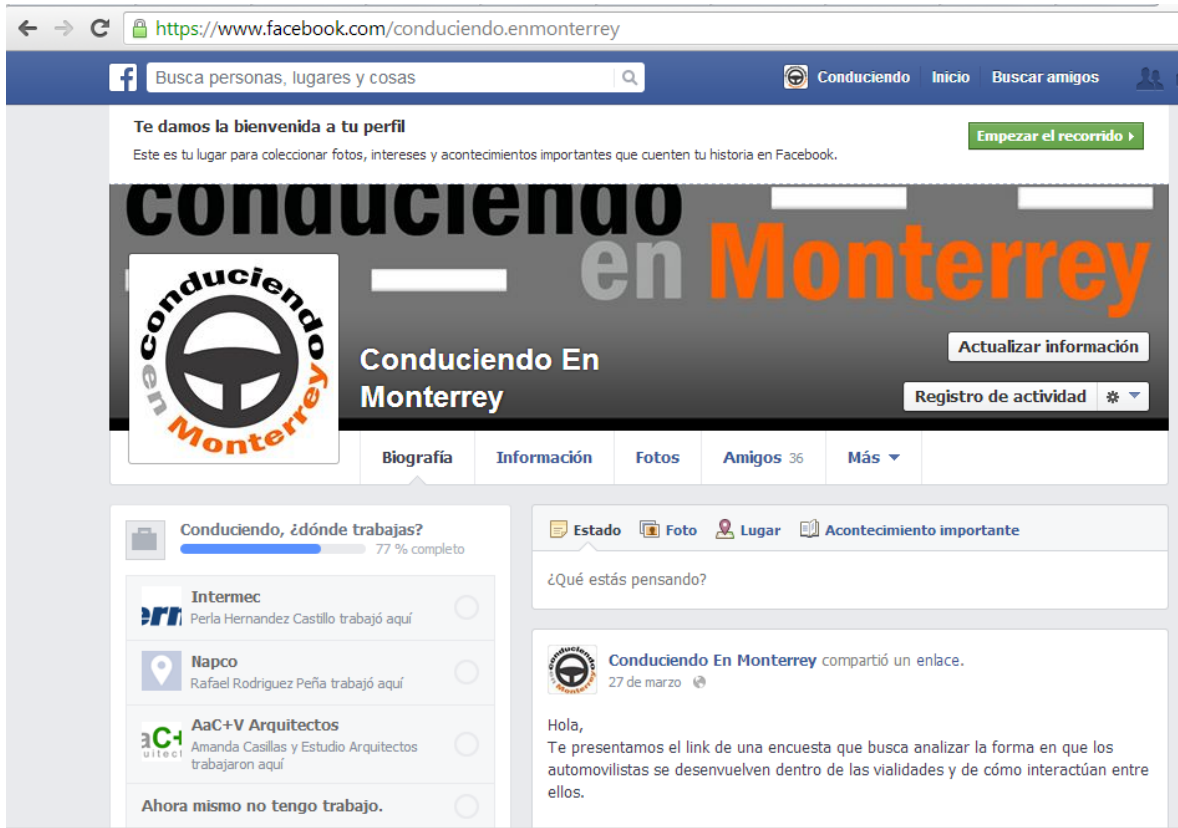 https://www.facebook.com/conduciendo.enmonterrey
Busca personas, lugares y cosas
Conduciendo Inicio Buscar amigos
Te damos la bienvenida a tu perfil
Este es tu lugar para coleccionar fotos, intereses y acontecimientos importantes que cuenten tu historia en Facebook.
Empezar el recorrido
conduciendo
en Monterrey
conduciendo
en Monterrey
Conduciendo En
Monterrey
Actualizar información
Registro de actividad
Biografía Información Fotos Amigos 36 Más
Conduciendo, ¿dónde trabajas?
77 % completo
Intermec
Perla Hernandez Castillo trabajó aquí
Napco
Rafael Rodriguez Peña trabajó aquí
AaC+V Arquitectos
Amanda Casillas y Estudio Arquitectos
trabajaron aquí
Ahora mismo no tengo trabajo.
Estado Foto Lugar Acontecimiento importante
¿Qué estás pensando?
conduciendo
en Monterrey
Conduciendo En Monterrey compartió un enlace.
27 de marzo
Hola,
Te presentamos el link de una encuesta que busca analizar la forma en que los
automovilistas se desenvuelven dentro de las vialidades y de cómo interactúan entre
ellos.